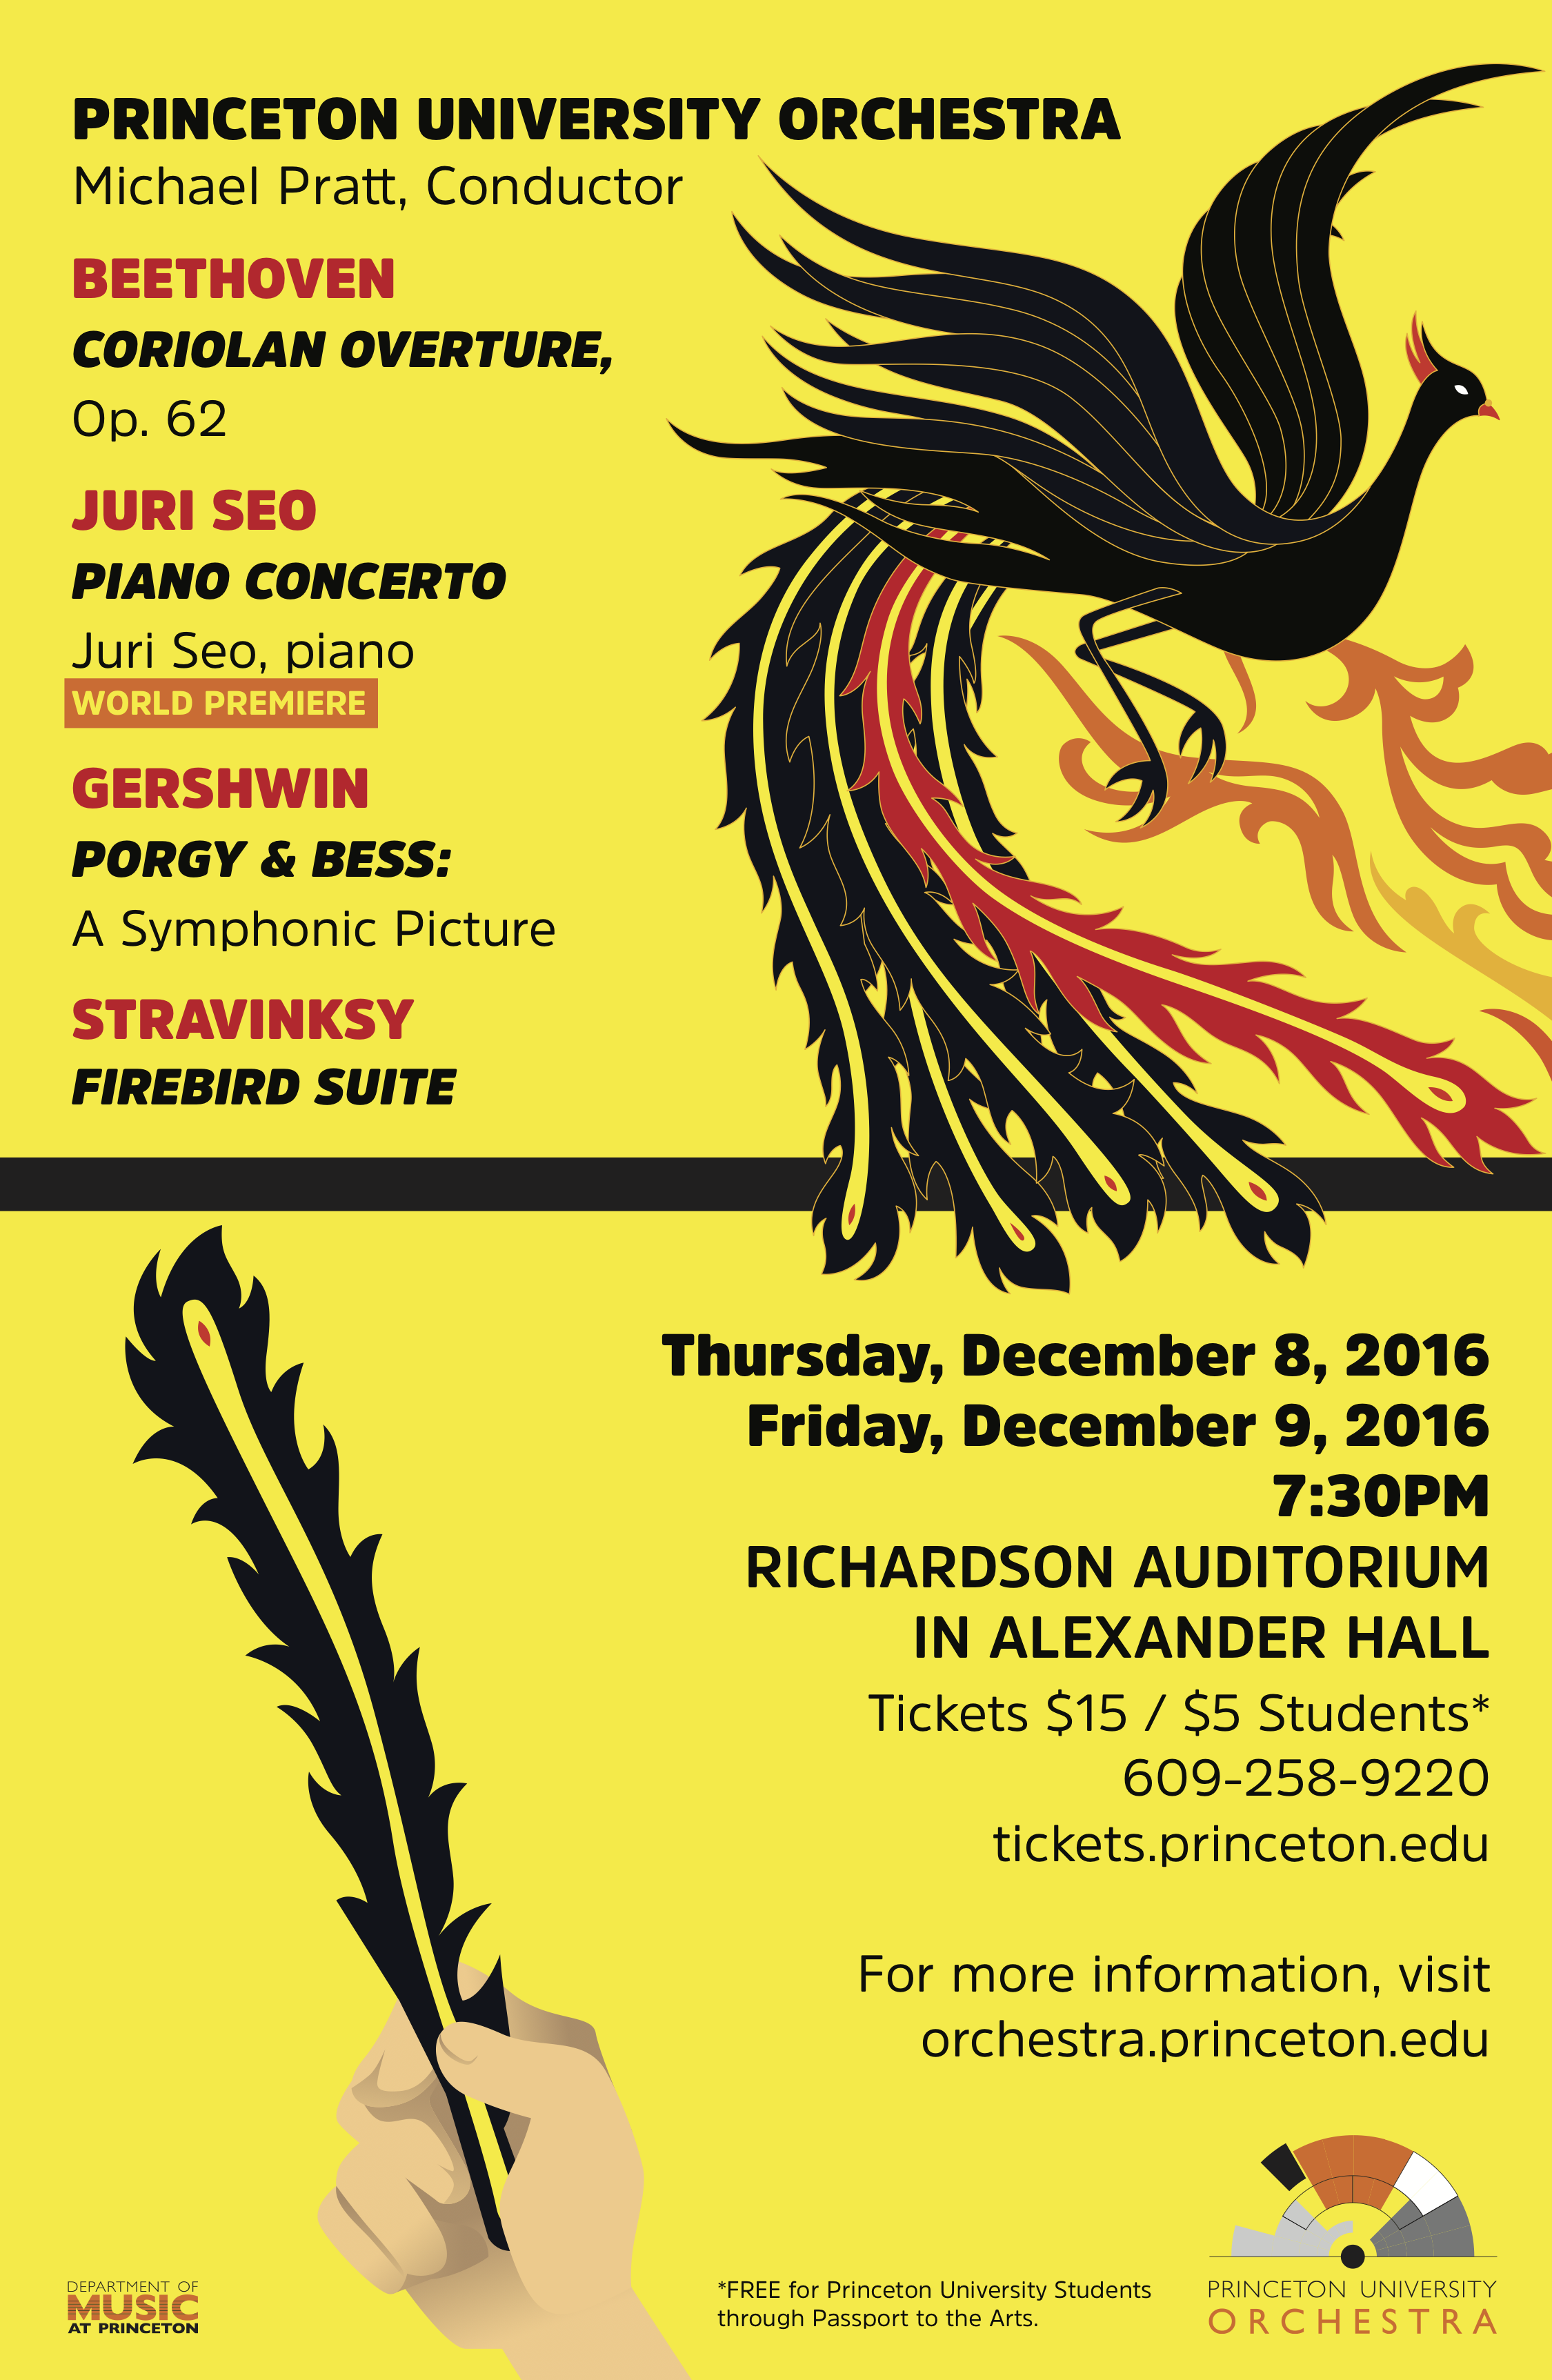 PRINCETON UNIVERSITY ORCHESTRA
Michael Pratt, Conductor
BEETHOVEN
CORIOLAN OVERTURE,
Op. 62
JURI SEO
PIANO CONCERTO
Juri Seo, piano
WORLD PREMIERE
GERSHWIN
PORGY & BESS:
A Symphonic Picture
STRAVINKSY
FIREBIRD SUITE
Thursday, December 8, 2016
Friday, December 9, 2016
7:30PM
RICHARDSON AUDITORIUM
IN ALEXANDER HALL
Tickets $15 / $5 Students*
609-258-9220
tickets.princeton.edu
For more information, visit
orchestra.princeton.edu
DEPARTMENT OF
MUSIC
AT PRINCETON
*FREE for Princeton University Students
through Passport to the Arts.
PRINCETON UNIVERSITY
ORCHESTRA